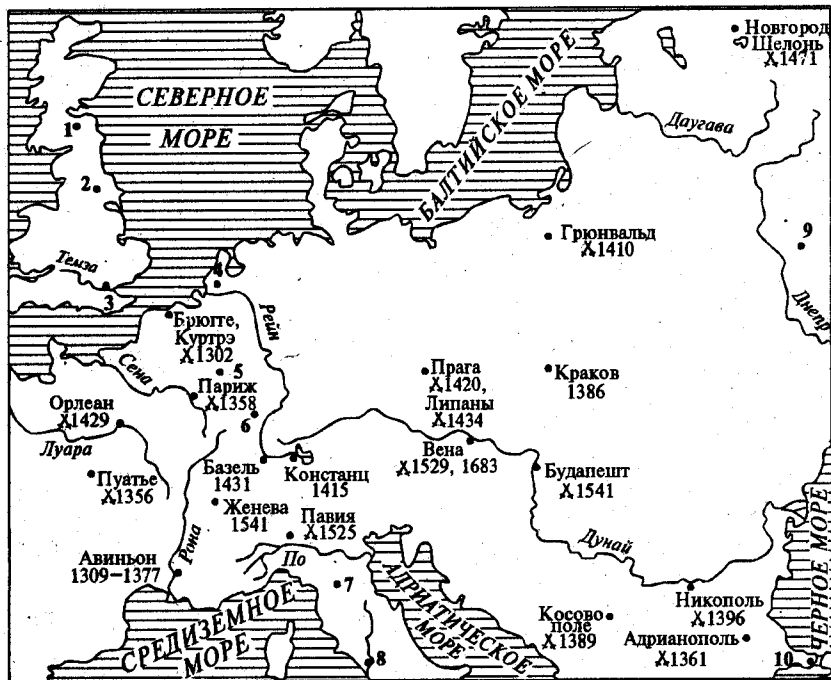 Новгород
Шелонь
1471
СЕВЕРНОЕ
МОРЕ
БАЛТИЙСКОЕ МОРЕ
Даугава
1
2
9
Грюнвальд
1410
Темза
3
4
Днепр
Рейн
Брюгге,
Куртрэ
1302
Сена
5
Париж
1358
6
Прага
1420,
Липаны
1434
Краков
1386
Орлеан
1429
Луара
Вена
1529, 1683
Базель
1431
Констанц
1415
Будапешт
1541
Пуатье
1356
Женева
1541
Павия
1525
Дунай
Авиньон
1309–1377
Рона
По
7
АДРИАТИЧЕСКОЕ
МОРЕ
СРЕДИЗЕМНОЕ
МОРЕ
8
Косово
поле
1389
Никополь
1396
Адрианополь
1361
10
ЧЕРНОЕ МОРЕ